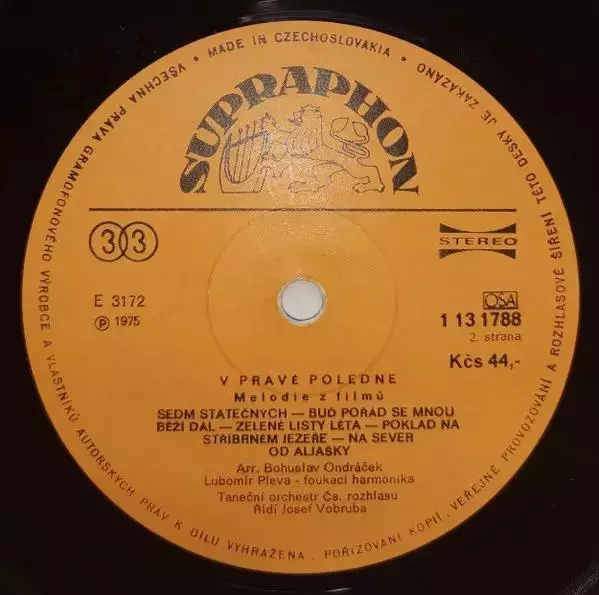 • MADE IN CZECHOSLOVAKIA •
VŠECHNA PRÁVA GRAMOFONOVÉHO VÝROBCE A VLASTNÍKŮ AUTORSKÝCH PRÁV K DÍLU VYHRAŽENA. POŘIZOVÁNÍ KOPIÍ, VEŘEJNÉ PROVOZOVÁNÍ A ROZHLASOVÉ ŠÍŘENÍ TÉTO DESKY JE ZAKÁZÁNO
SUPRAPHON
33
STEREO
E 3172
Ⓟ 1975
OSA
1 13 1788
2. strana
Kčs 44,-
V PRAVÉ POLEDNE
Melodie z filmů
SEDM STATEČNÝCH — BUĎ POŘÁD SE MNOU
BĚŽÍ DÁL — ZELENÉ LISTY LÉTA — POKLAD NA
STŘÍBRNÉM JEZEŘE — NA SEVER
OD ALJAŠKY
Arr. Bohuslav Ondráček
Lubomír Pleva - foukací harmonika
Taneční orchestr Čs. rozhlasu
Řídí Josef Vobruba